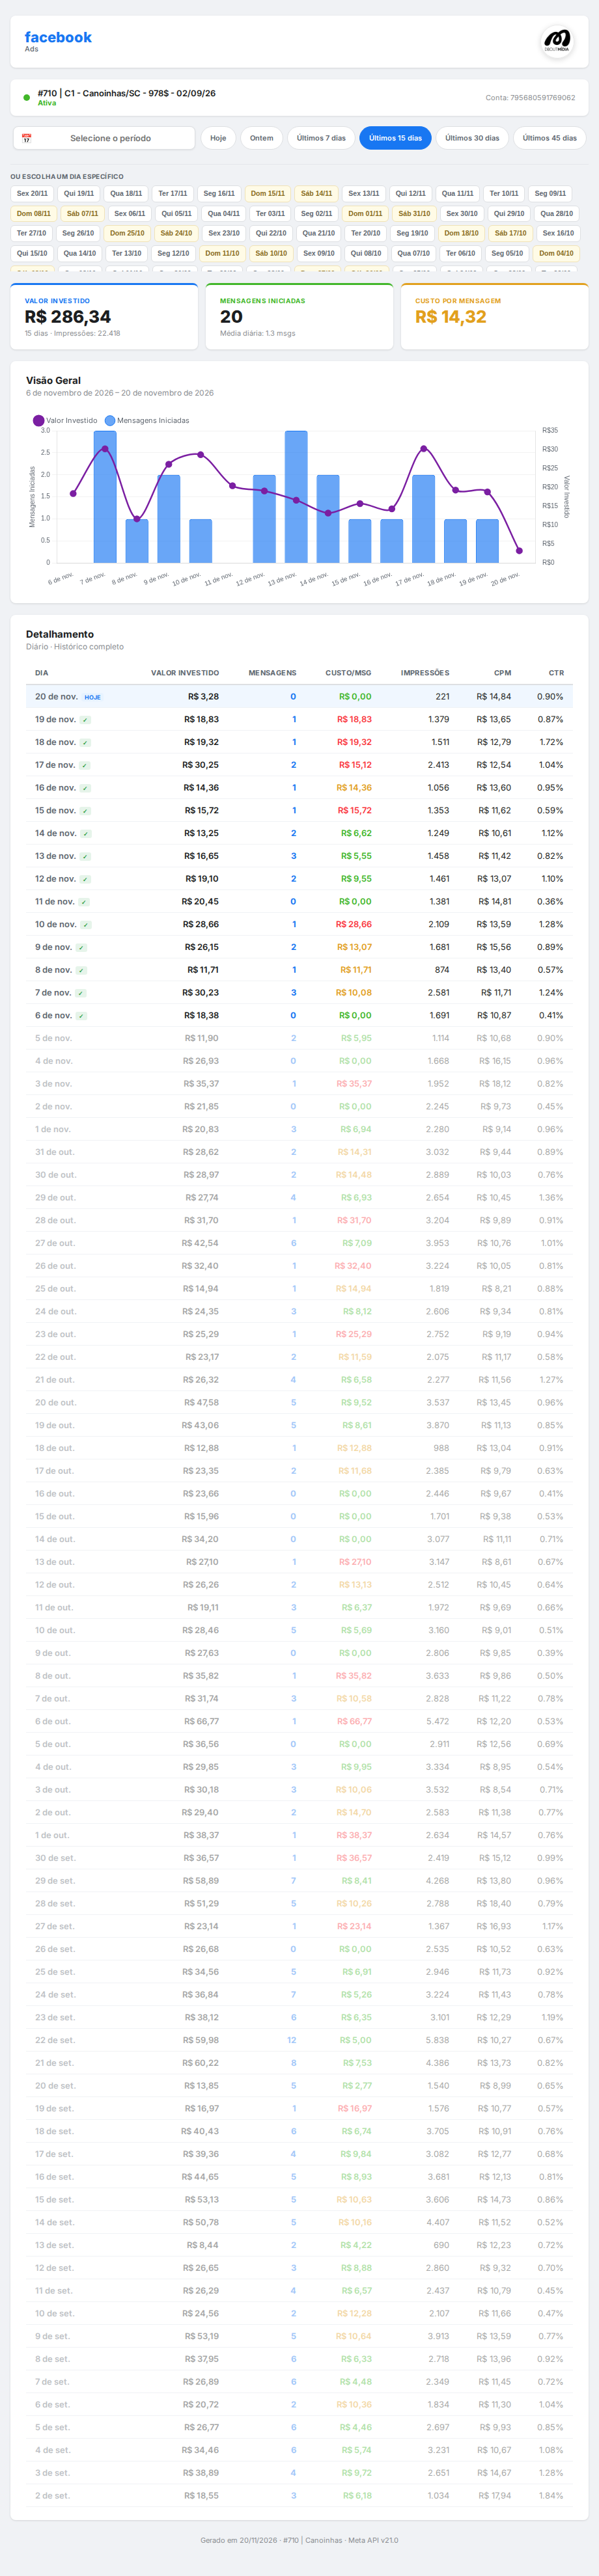 facebook
Ads
ABOUTMÍDIA
#710 | C1 - Canoinhas/SC - 978$ - 02/09/26
Ativa
Conta: 795680591769062
Selecione o período Hoje Ontem Últimos 7 dias Últimos 15 dias Últimos 30 dias Últimos 45 dias
OU ESCOLHA UM DIA ESPECÍFICO
Sex 20/11 Qui 19/11 Qua 18/11 Ter 17/11 Seg 16/11 Dom 15/11 Sáb 14/11 Sex 13/11 Qui 12/11 Qua 11/11 Ter 10/11 Seg 09/11
Dom 08/11 Sáb 07/11 Sex 06/11 Qui 05/11 Qua 04/11 Ter 03/11 Seg 02/11 Dom 01/11 Sáb 31/10 Sex 30/10 Qui 29/10 Qua 28/10
Ter 27/10 Seg 26/10 Dom 25/10 Sáb 24/10 Sex 23/10 Qui 22/10 Qua 21/10 Ter 20/10 Seg 19/10 Dom 18/10 Sáb 17/10 Sex 16/10
Qui 15/10 Qua 14/10 Ter 13/10 Seg 12/10 Dom 11/10 Sáb 10/10 Sex 09/10 Qui 08/10 Qua 07/10 Ter 06/10 Seg 05/10 Dom 04/10
VALOR INVESTIDO
R$ 286,34
15 dias · Impressões: 22.418
MENSAGENS INICIADAS
20
Média diária: 1.3 msgs
CUSTO POR MENSAGEM
R$ 14,32
Visão Geral
6 de novembro de 2026 – 20 de novembro de 2026
Valor Investido Mensagens Iniciadas
Mensagens Iniciadas
3.0
2.5
2.0
1.5
1.0
0.5
0
R$35
R$30
R$25
R$20
R$15
R$10
R$5
R$0
Valor Investido
6 de nov. 7 de nov. 8 de nov. 9 de nov. 10 de nov. 11 de nov. 12 de nov. 13 de nov. 14 de nov. 15 de nov. 16 de nov. 17 de nov. 18 de nov. 19 de nov. 20 de nov.
Detalhamento
Diário · Histórico completo
DIA VALOR INVESTIDO MENSAGENS CUSTO/MSG IMPRESSÕES CPM CTR
20 de nov. HOJE R$ 3,28 0 R$ 0,00 221 R$ 14,84 0.90%
19 de nov. ✓ R$ 18,83 1 R$ 18,83 1.379 R$ 13,65 0.87%
18 de nov. ✓ R$ 19,32 1 R$ 19,32 1.511 R$ 12,79 1.72%
17 de nov. ✓ R$ 30,25 2 R$ 15,12 2.413 R$ 12,54 1.04%
16 de nov. ✓ R$ 14,36 1 R$ 14,36 1.056 R$ 13,60 0.95%
15 de nov. ✓ R$ 15,72 1 R$ 15,72 1.353 R$ 11,62 0.59%
14 de nov. ✓ R$ 13,25 2 R$ 6,62 1.249 R$ 10,61 1.12%
13 de nov. ✓ R$ 16,65 3 R$ 5,55 1.458 R$ 11,42 0.82%
12 de nov. ✓ R$ 19,10 2 R$ 9,55 1.461 R$ 13,07 1.10%
11 de nov. ✓ R$ 20,45 0 R$ 0,00 1.381 R$ 14,81 0.36%
10 de nov. ✓ R$ 28,66 1 R$ 28,66 2.109 R$ 13,59 1.28%
9 de nov. ✓ R$ 26,15 2 R$ 13,07 1.681 R$ 15,56 0.89%
8 de nov. ✓ R$ 11,71 1 R$ 11,71 874 R$ 13,40 0.57%
7 de nov. ✓ R$ 30,23 3 R$ 10,08 2.581 R$ 11,71 1.24%
6 de nov. ✓ R$ 18,38 0 R$ 0,00 1.691 R$ 10,87 0.41%
5 de nov. R$ 11,90 2 R$ 5,95 1.114 R$ 10,68 0.90%
4 de nov. R$ 26,93 0 R$ 0,00 1.668 R$ 16,15 0.96%
3 de nov. R$ 35,37 1 R$ 35,37 1.952 R$ 18,12 0.82%
2 de nov. R$ 21,85 0 R$ 0,00 2.245 R$ 9,73 0.45%
1 de nov. R$ 20,83 3 R$ 6,94 2.280 R$ 9,14 0.96%
31 de out. R$ 28,62 2 R$ 14,31 3.032 R$ 9,44 0.89%
30 de out. R$ 28,97 2 R$ 14,48 2.889 R$ 10,03 0.76%
29 de out. R$ 27,74 4 R$ 6,93 2.654 R$ 10,45 1.36%
28 de out. R$ 31,70 1 R$ 31,70 3.204 R$ 9,89 0.91%
27 de out. R$ 42,54 6 R$ 7,09 3.953 R$ 10,76 1.01%
26 de out. R$ 32,40 1 R$ 32,40 3.224 R$ 10,05 0.81%
25 de out. R$ 14,94 1 R$ 14,94 1.819 R$ 8,21 0.88%
24 de out. R$ 24,35 3 R$ 8,12 2.606 R$ 9,34 0.81%
23 de out. R$ 25,29 1 R$ 25,29 2.752 R$ 9,19 0.94%
22 de out. R$ 23,17 2 R$ 11,59 2.075 R$ 11,17 0.58%
21 de out. R$ 26,32 4 R$ 6,58 2.277 R$ 11,56 1.27%
20 de out. R$ 47,58 5 R$ 9,52 3.537 R$ 13,45 0.96%
19 de out. R$ 43,06 5 R$ 8,61 3.870 R$ 11,13 0.85%
18 de out. R$ 12,88 1 R$ 12,88 988 R$ 13,04 0.91%
17 de out. R$ 23,35 2 R$ 11,68 2.385 R$ 9,79 0.63%
16 de out. R$ 23,66 0 R$ 0,00 2.446 R$ 9,67 0.41%
15 de out. R$ 15,96 0 R$ 0,00 1.701 R$ 9,38 0.53%
14 de out. R$ 34,20 0 R$ 0,00 3.077 R$ 11,11 0.71%
13 de out. R$ 27,10 1 R$ 27,10 3.147 R$ 8,61 0.67%
12 de out. R$ 26,26 2 R$ 13,13 2.512 R$ 10,45 0.64%
11 de out. R$ 19,11 3 R$ 6,37 1.972 R$ 9,69 0.66%
10 de out. R$ 28,46 5 R$ 5,69 3.160 R$ 9,01 0.51%
9 de out. R$ 27,63 0 R$ 0,00 2.806 R$ 9,85 0.39%
8 de out. R$ 35,82 1 R$ 35,82 3.633 R$ 9,86 0.50%
7 de out. R$ 31,74 3 R$ 10,58 2.828 R$ 11,22 0.78%
6 de out. R$ 66,77 1 R$ 66,77 5.472 R$ 12,20 0.53%
5 de out. R$ 36,56 0 R$ 0,00 2.911 R$ 12,56 0.69%
4 de out. R$ 29,85 3 R$ 9,95 3.334 R$ 8,95 0.54%
3 de out. R$ 30,18 3 R$ 10,06 3.532 R$ 8,54 0.71%
2 de out. R$ 29,40 2 R$ 14,70 2.583 R$ 11,38 0.77%
1 de out. R$ 38,37 1 R$ 38,37 2.634 R$ 14,57 0.76%
30 de set. R$ 36,57 1 R$ 36,57 2.419 R$ 15,12 0.99%
29 de set. R$ 58,89 7 R$ 8,41 4.268 R$ 13,80 0.96%
28 de set. R$ 51,29 5 R$ 10,26 2.788 R$ 18,40 0.79%
27 de set. R$ 23,14 1 R$ 23,14 1.367 R$ 16,93 1.17%
26 de set. R$ 26,68 0 R$ 0,00 2.535 R$ 10,52 0.63%
25 de set. R$ 34,56 5 R$ 6,91 2.946 R$ 11,73 0.92%
24 de set. R$ 36,84 7 R$ 5,26 3.224 R$ 11,43 0.78%
23 de set. R$ 38,12 6 R$ 6,35 3.101 R$ 12,29 1.19%
22 de set. R$ 59,98 12 R$ 5,00 5.838 R$ 10,27 0.67%
21 de set. R$ 60,22 8 R$ 7,53 4.386 R$ 13,73 0.82%
20 de set. R$ 13,85 5 R$ 2,77 1.540 R$ 8,99 0.65%
19 de set. R$ 16,97 1 R$ 16,97 1.576 R$ 10,77 0.57%
18 de set. R$ 40,43 6 R$ 6,74 3.705 R$ 10,91 0.76%
17 de set. R$ 39,36 4 R$ 9,84 3.082 R$ 12,77 0.68%
16 de set. R$ 44,65 5 R$ 8,93 3.681 R$ 12,13 0.81%
15 de set. R$ 53,13 5 R$ 10,63 3.606 R$ 14,73 0.86%
14 de set. R$ 50,78 5 R$ 10,16 4.407 R$ 11,52 0.52%
13 de set. R$ 8,44 2 R$ 4,22 690 R$ 12,23 0.72%
12 de set. R$ 26,65 3 R$ 8,88 2.860 R$ 9,32 0.70%
11 de set. R$ 26,29 4 R$ 6,57 2.437 R$ 10,79 0.45%
10 de set. R$ 24,56 2 R$ 12,28 2.107 R$ 11,66 0.47%
9 de set. R$ 53,19 5 R$ 10,64 3.913 R$ 13,59 0.77%
8 de set. R$ 37,95 6 R$ 6,33 2.718 R$ 13,96 0.92%
7 de set. R$ 26,89 6 R$ 4,48 2.349 R$ 11,45 0.72%
6 de set. R$ 20,72 2 R$ 10,36 1.834 R$ 11,30 1.04%
5 de set. R$ 26,77 6 R$ 4,46 2.697 R$ 9,93 0.85%
4 de set. R$ 34,46 6 R$ 5,74 3.231 R$ 10,67 1.08%
3 de set. R$ 38,89 4 R$ 9,72 2.651 R$ 14,67 1.28%
2 de set. R$ 18,55 3 R$ 6,18 1.034 R$ 17,94 1.84%
Gerado em 20/11/2026 · #710 | Canoinhas · Meta API v21.0